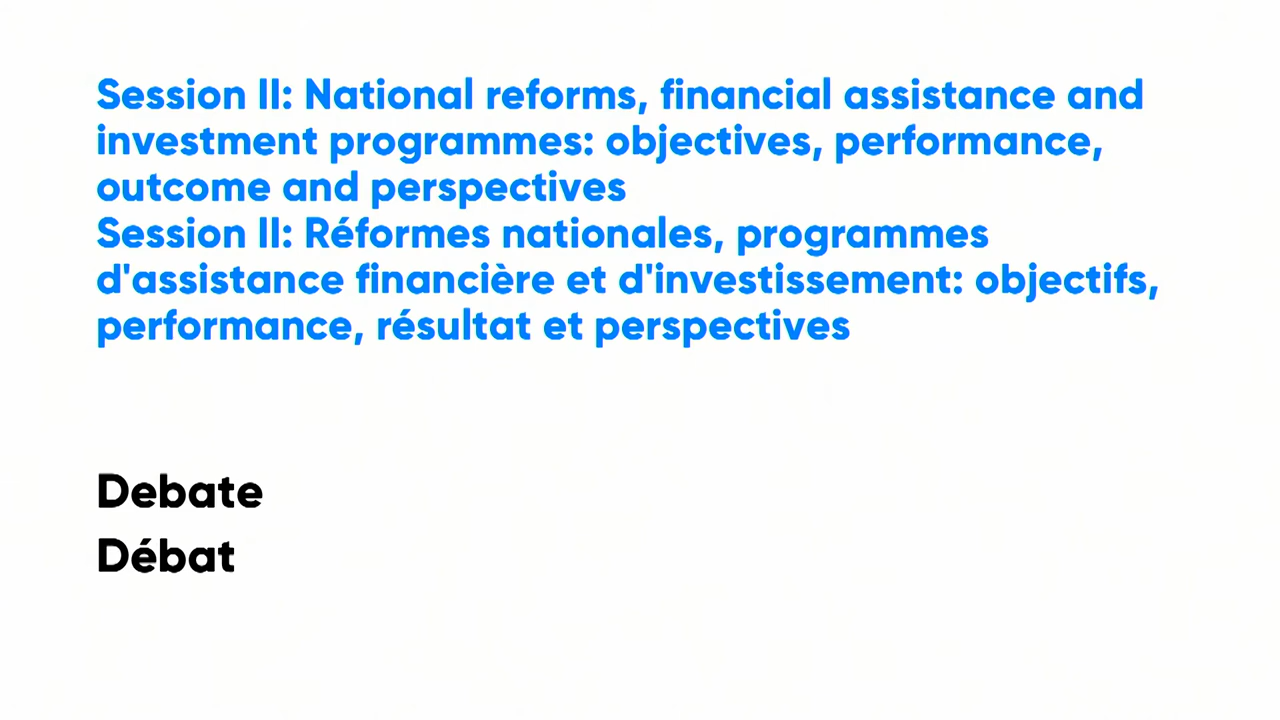 Session II: National reforms, financial assistance and
investment programmes: objectives, performance,
outcome and perspectives
Session II: Réformes nationales, programmes
d'assistance financière et d'investissement: objectifs,
performance, résultat et perspectives
Debate
Débat